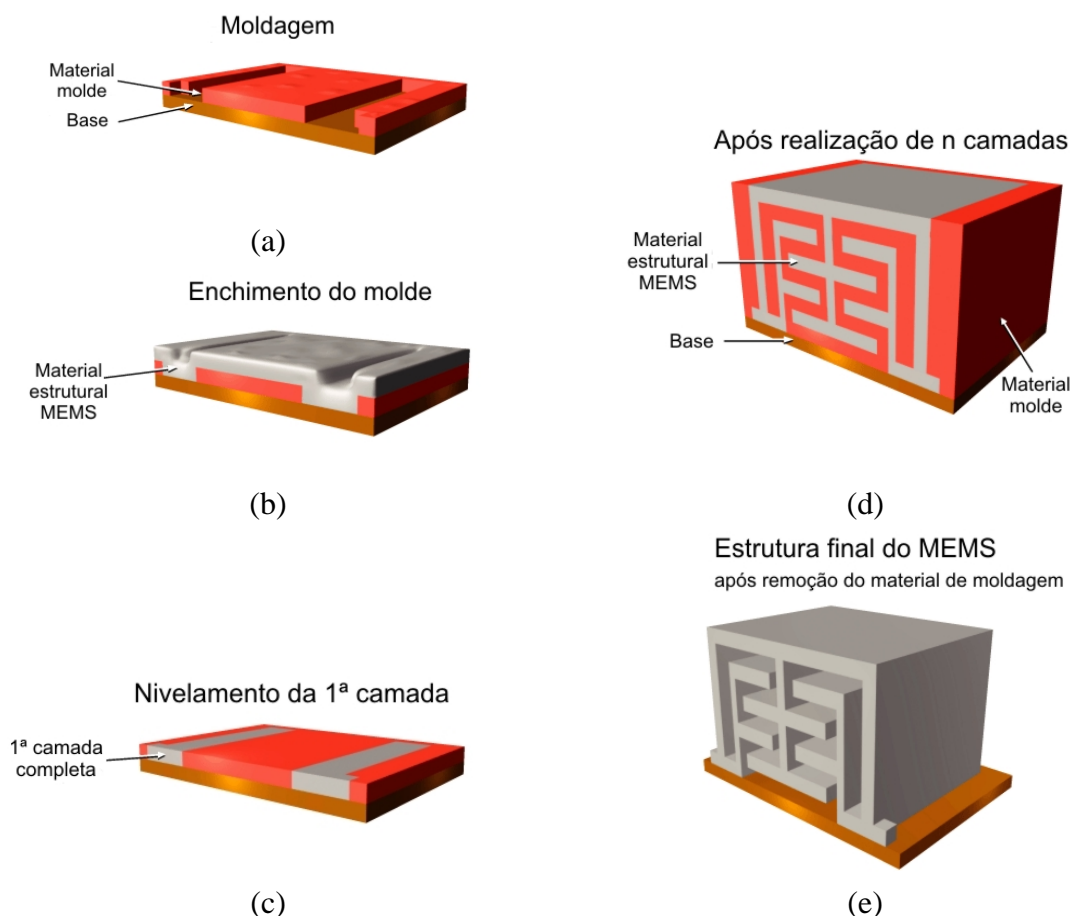 Moldagem
Material
molde
Base
(a)
Enchimento do molde
Material
estrutural
MEMS
(b)
Nivelamento da 1ª camada
1ª camada
completa
(c)
Após realização de n camadas
Material
estrutural
MEMS
Base
Material
molde
(d)
Estrutura final do MEMS
após remoção do material de moldagem
(e)